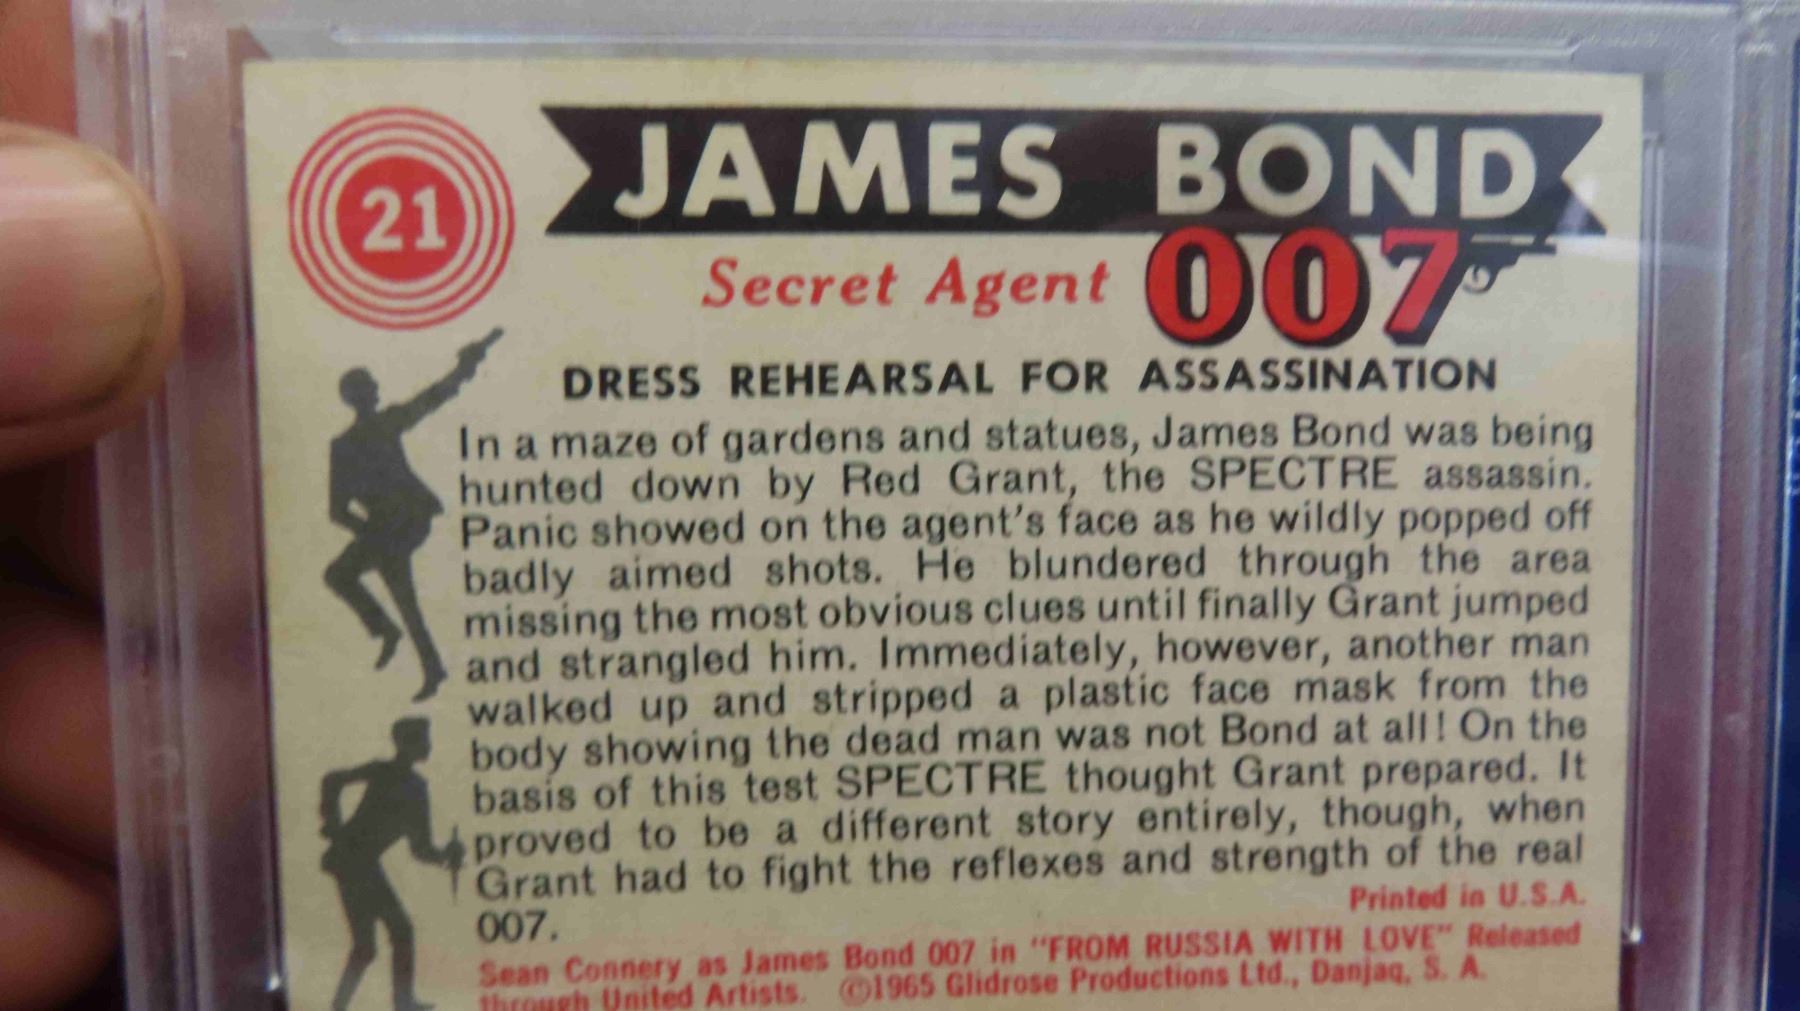 21
JAMES BOND
Secret Agent 007
DRESS REHEARSAL FOR ASSASSINATION
In a maze of gardens and statues, James Bond was being
hunted down by Red Grant, the SPECTRE assassin.
Panic showed on the agent's face as he wildly popped off
badly aimed shots. He blundered through the area
missing the most obvious clues until finally Grant jumped
and strangled him. Immediately, however, another man
walked up and stripped a plastic face mask from the
body showing the dead man was not Bond at all! On the
basis of this test SPECTRE thought Grant prepared. It
proved to be a different story entirely, though, when
Grant had to fight the reflexes and strength of the real
007.
Printed in U.S.A.
Sean Connery as James Bond 007 in "FROM RUSSIA WITH LOVE" Released
through United Artists. ©1965 Glidrose Productions Ltd., Danjaq, S. A.